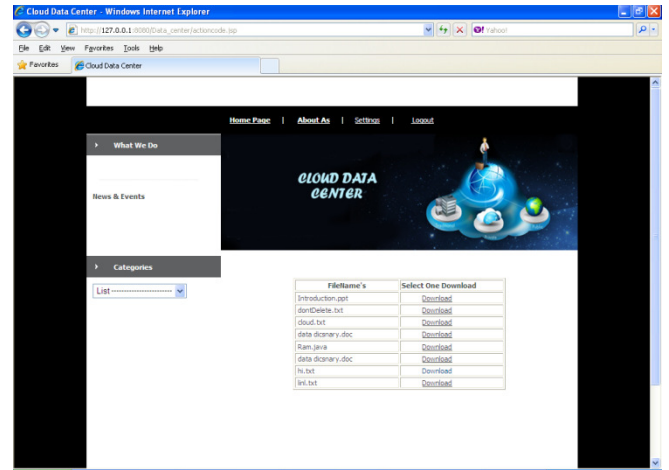 Cloud Data Center - Windows Internet Explorer
http://127.0.0.1:8080/Data_center/actioncode.jsp
Yahoo!
File Edit View Favorites Tools Help
Favorites Cloud Data Center
Home Page | About As | Settings | Logout
What We Do
News & Events
CLOUD DATA
CENTER
Categories
List ------------------------
FileName's Select One Download
Introduction.ppt Download
dontDelete.txt Download
cloud.txt Download
data dicsnary.doc Download
Ram.java Download
data dicsnary.doc Download
hi.txt Download
linl.txt Download